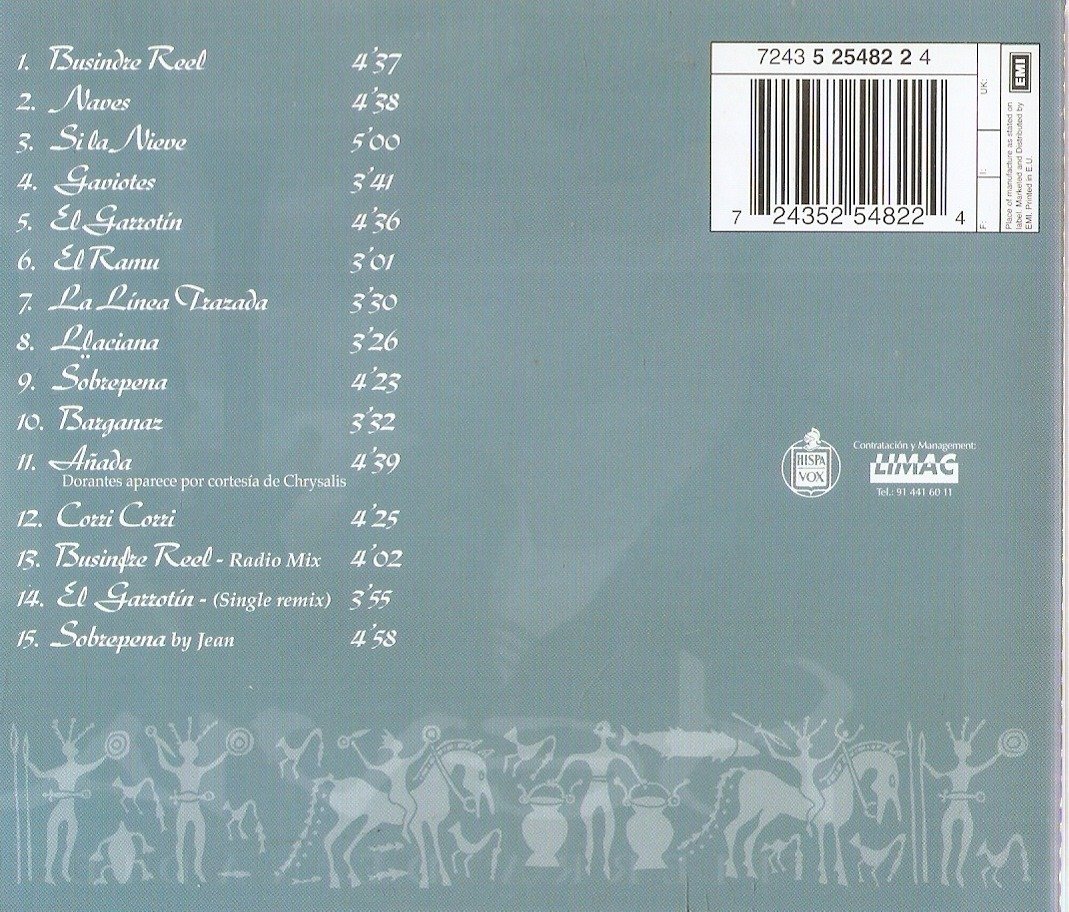 1. Busindre Reel 4'37
2. Naves 4'38
3. Si la Nieve 5'00
4. Gaviotes 3'41
5. El Garrotín 4'36
6. El Ramu 3'01
7. La Línea Trazada 3'30
8. Ḷḷaciana 3'26
9. Sobrepena 4'23
10. Barganaz 3'32
11. Añada 4'39
Dorantes aparece por cortesía de Chrysalis
12. Corri Corri 4'25
13. Busindre Reel - Radio Mix 4'02
14. El Garrotín - (Single remix) 3'55
15. Sobrepena by Jean 4'58
7243 5 25482 2 4
7 24352 54822 4
UK:
I:
F:
EMI
Place of manufacture as stated on
label. Marketed and Distributed by
EMI. Printed in E.U.
HISPA
VOX
Contratación y Management:
LIMAC
Tel.: 91 441 60 11